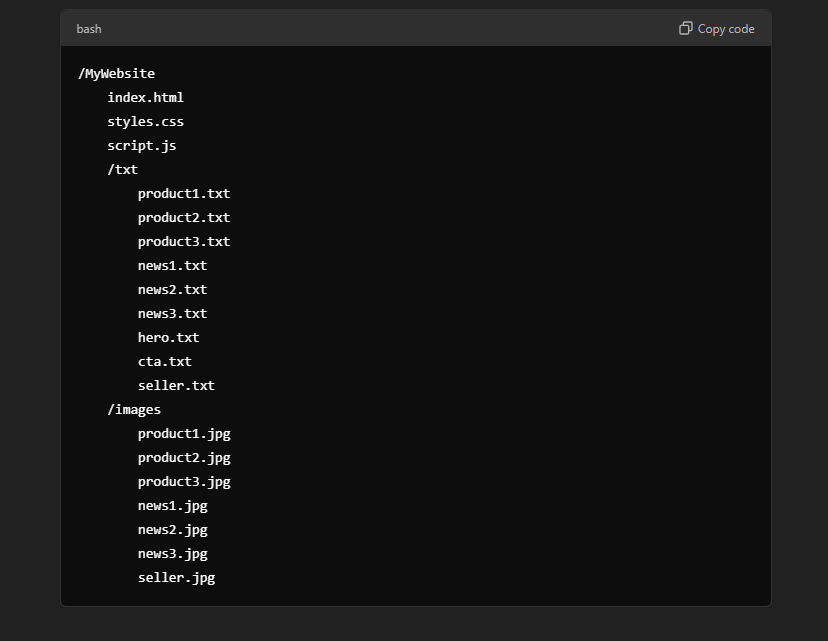 bash
Copy code
/MyWebsite
index.html
styles.css
script.js
/txt
product1.txt
product2.txt
product3.txt
news1.txt
news2.txt
news3.txt
hero.txt
cta.txt
seller.txt
/images
product1.jpg
product2.jpg
product3.jpg
news1.jpg
news2.jpg
news3.jpg
seller.jpg